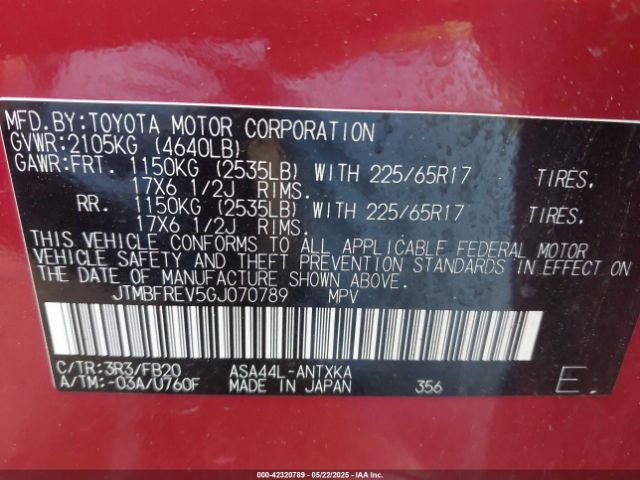 MFD. BY:TOYOTA MOTOR CORPORATION
GVWR:2105KG (4640LB)
GAWR:FRT. 1150KG (2535LB) WITH 225/65R17 TIRES.
17X6 1/2J RIMS.
RR. 1150KG (2535LB) WITH 225/65R17 TIRES.
17X6 1/2J RIMS.
THIS VEHICLE CONFORMS TO ALL APPLICABLE FEDERAL MOTOR
VEHICLE SAFETY AND THEFT PREVENTION STANDARDS IN EFFECT ON
THE DATE OF MANUFACTURE SHOWN ABOVE.
JTMBFREV5GJ070789 MPV
C/TR:3R3/FB20 ASA44L-ANTXKA
A/TM:-03A/U760F MADE IN JAPAN 356 E.
000-42320789 - 05/22/2025 - IAAI.COM